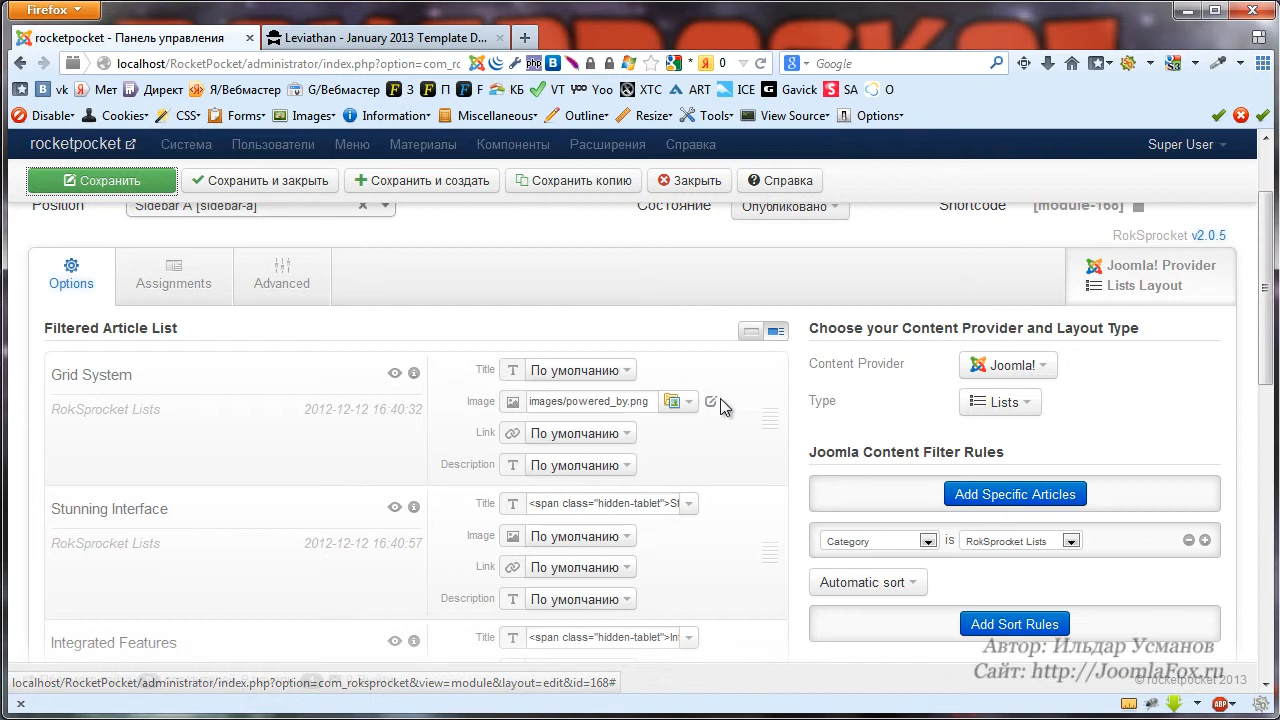 Firefox
rocketpocket - Панель управления
Leviathan - January 2013 Template D...
localhost/RocketPocket/administrator/index.php?option=com_ro
php
B
Я 0
Google
B vk Я Мет Директ Я/Вебмастер G/Вебмастер F З F П F КБ VT Yoo XTC ART ICE Gavick S SA O
Disable Cookies CSS Forms Images Information Miscellaneous Outline Resize Tools View Source Options
rocketpocket Система Пользователи Меню Материалы Компоненты Расширения Справка Super User
Сохранить Сохранить и закрыть Сохранить и создать Сохранить копию Закрыть Справка
Position Sidebar A [sidebar-a] Состояние Опубликовано Shortcode [module-168]
RokSprocket v2.0.5
Options Assignments Advanced
Joomla! Provider
Lists Layout
Filtered Article List
Grid System
RokSprocket Lists 2012-12-12 16:40:32
Title По умолчанию
Image images/powered_by.png
Link По умолчанию
Description По умолчанию
Stunning Interface
RokSprocket Lists 2012-12-12 16:40:57
Title <span class="hidden-tablet">St
Image По умолчанию
Link По умолчанию
Description По умолчанию
Integrated Features
Title <span class="hidden-tablet">In
Choose your Content Provider and Layout Type
Content Provider Joomla!
Type Lists
Joomla Content Filter Rules
Add Specific Articles
Category is RokSprocket Lists
Automatic sort
Add Sort Rules
Автор: Ильдар Усманов
Сайт: http://JoomlaFox.ru
© rocketpocket 2013
localhost/RocketPocket/administrator/index.php?option=com_roksprocket&view=module&layout=edit&id=168#
ABP